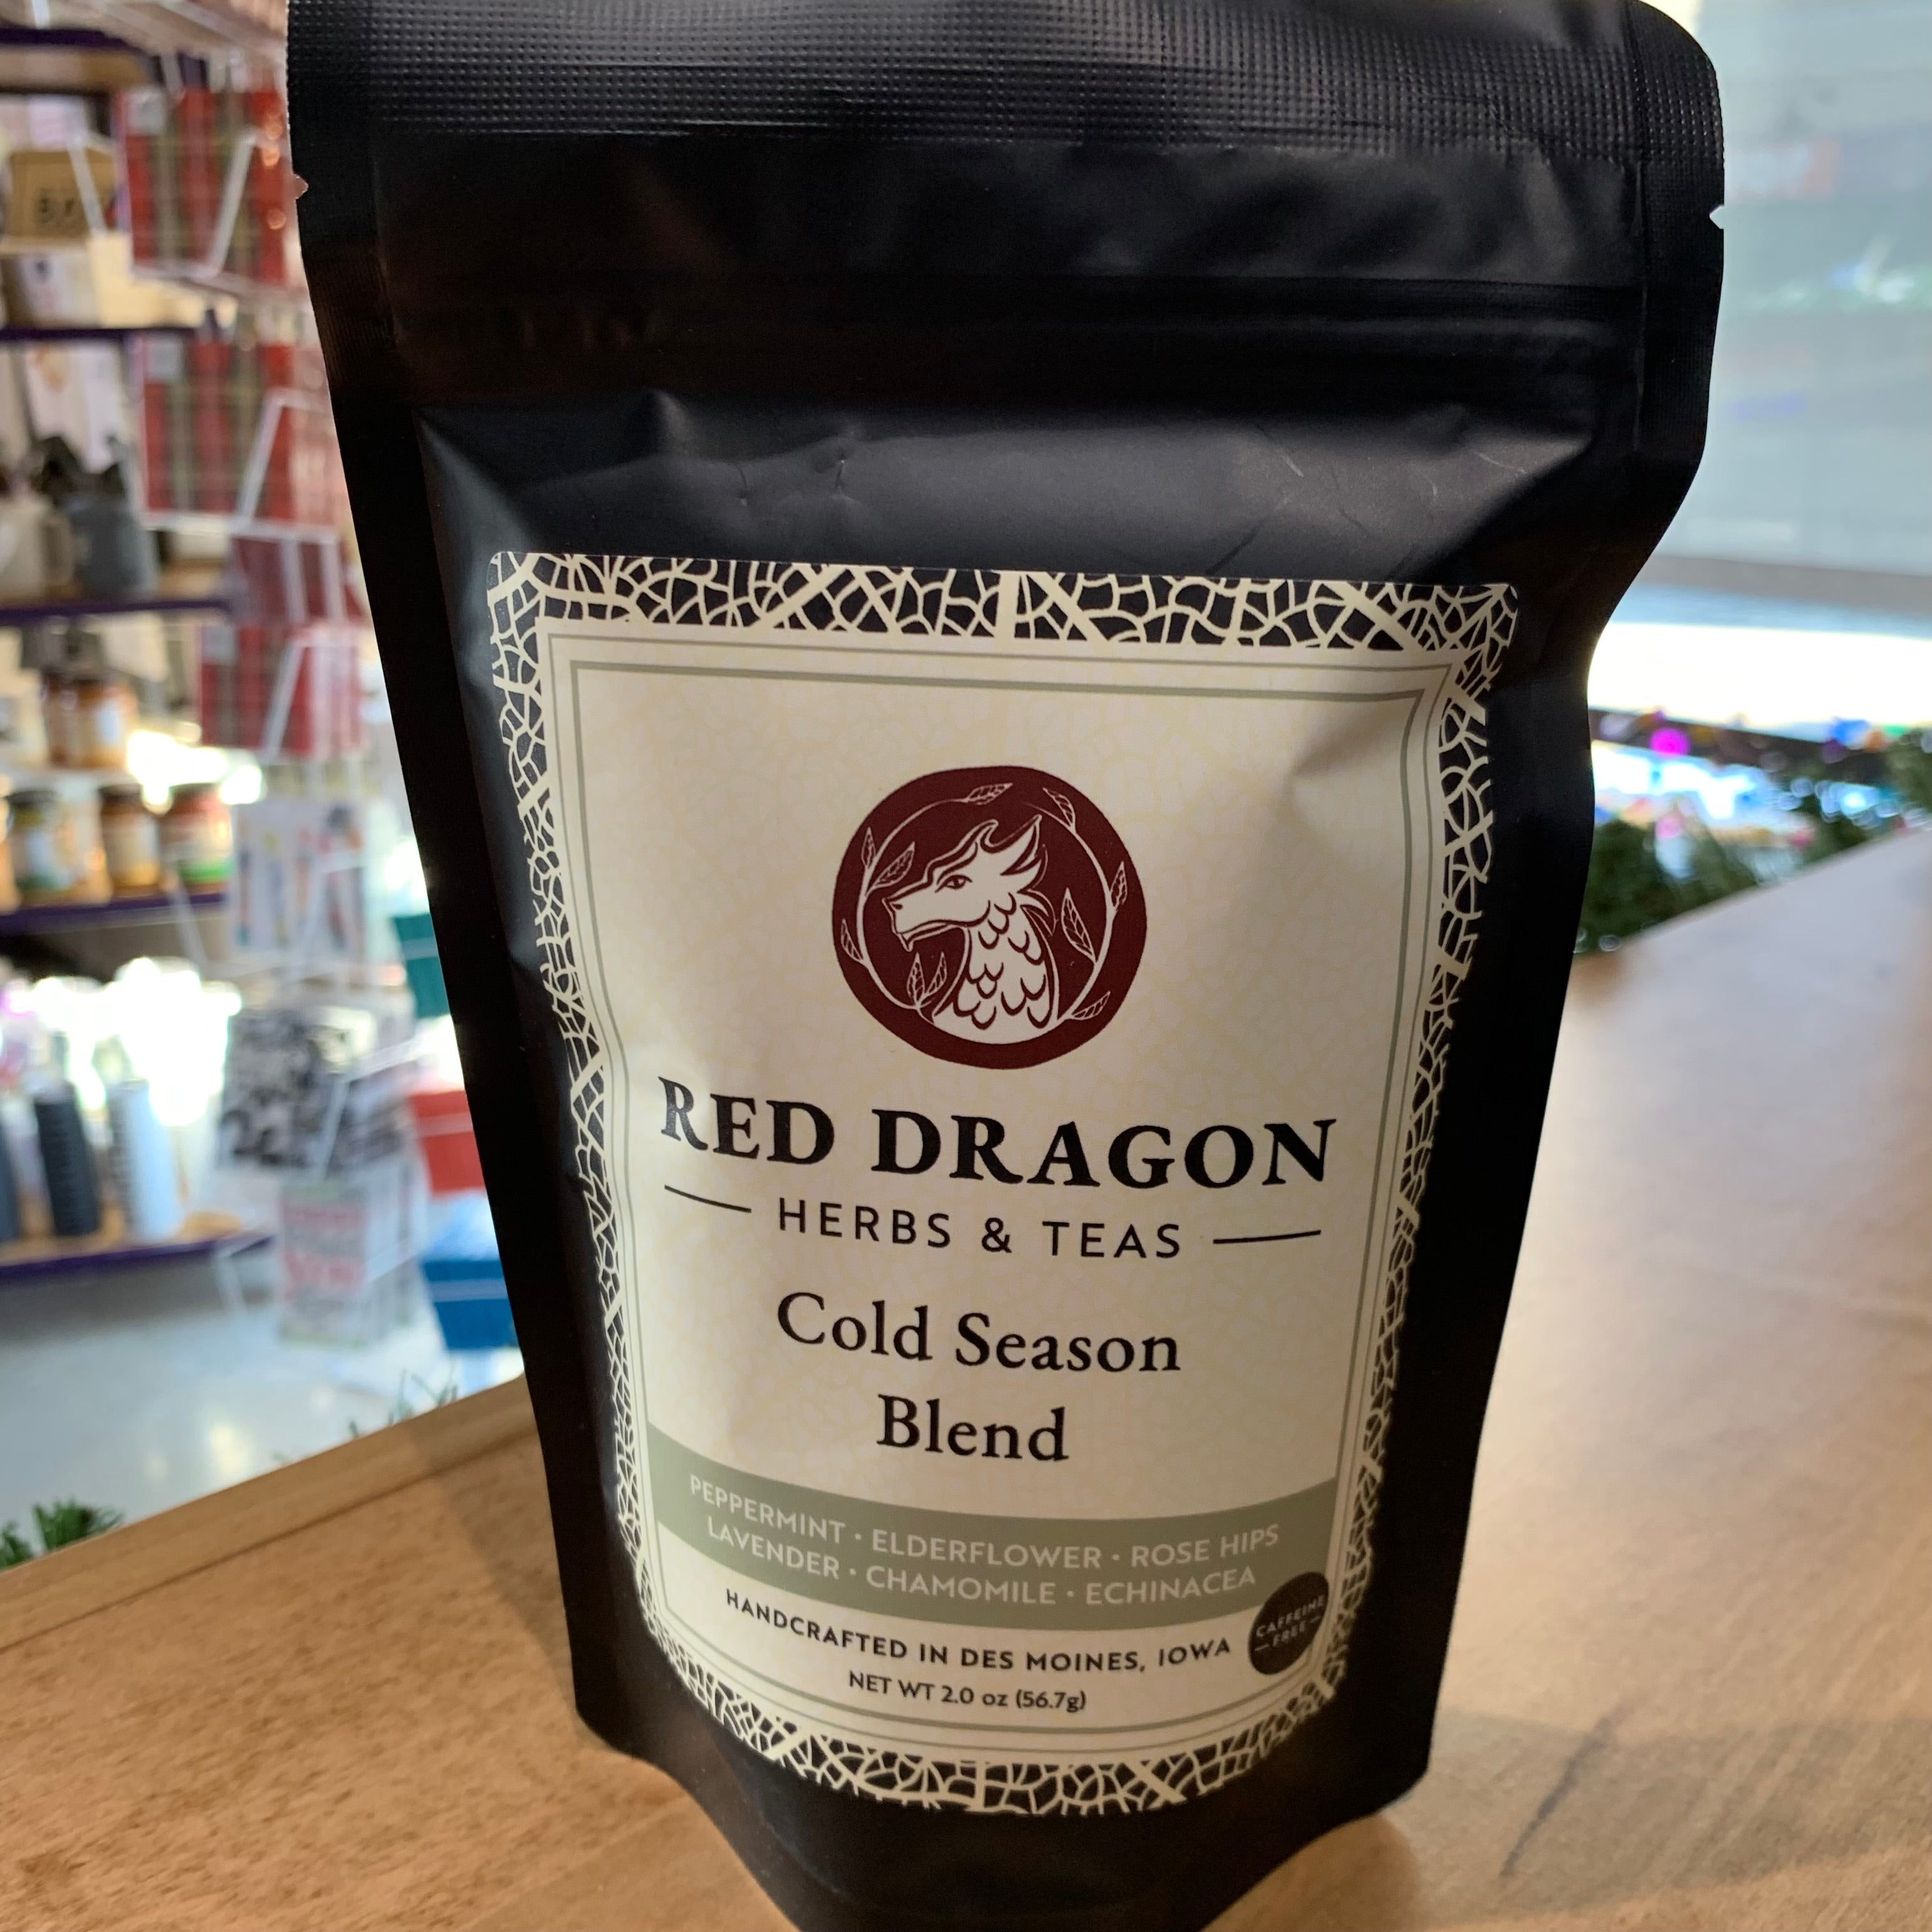 RED DRAGON
HERBS & TEAS
Cold Season
Blend
PEPPERMINT · ELDERFLOWER · ROSE HIPS
LAVENDER · CHAMOMILE · ECHINACEA
HANDCRAFTED IN DES MOINES, IOWA
CAFFEINE
FREE
NET WT 2.0 oz (56.7g)